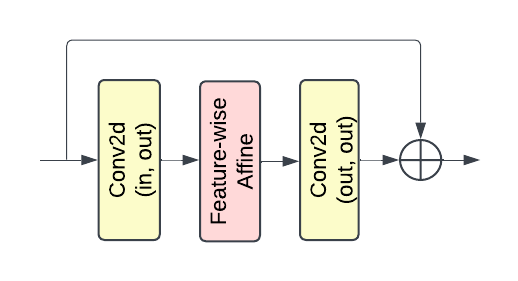 Conv2d
(in, out)
Feature-wise
Affine
Conv2d
(out, out)